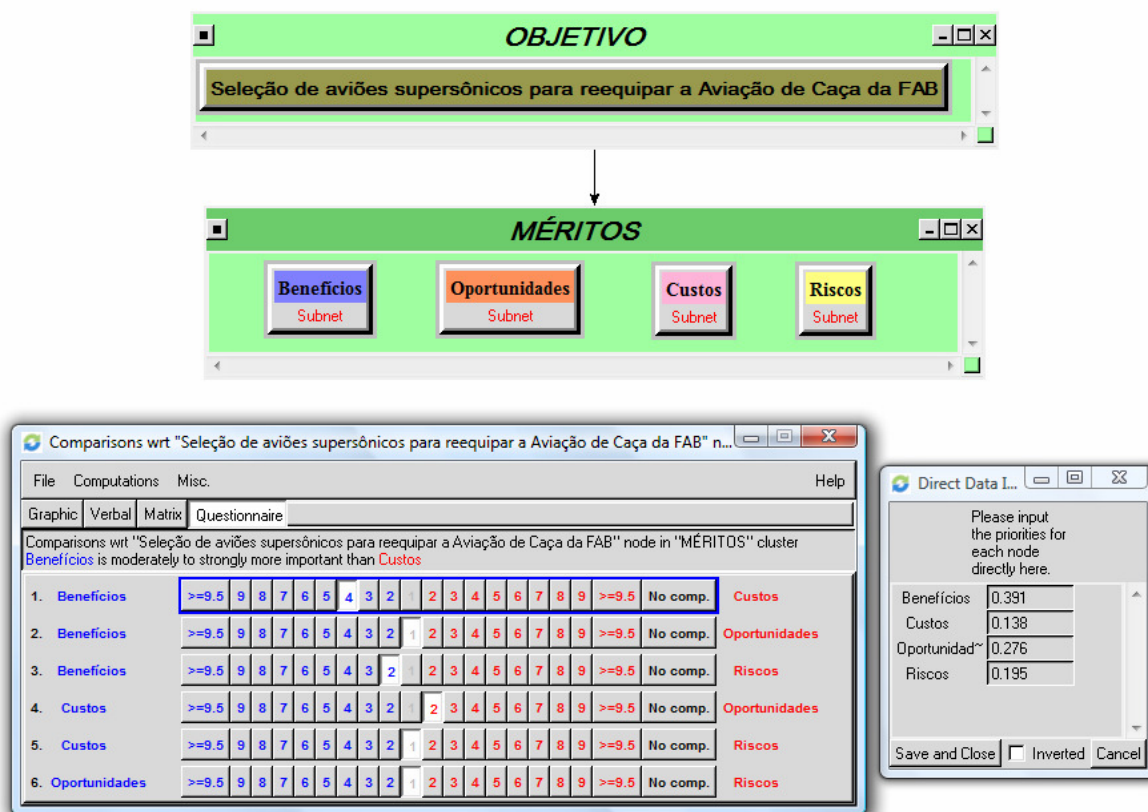 OBJETIVO
Seleção de aviões supersônicos para reequipar a Aviação de Caça da FAB
MÉRITOS
Benefícios Oportunidades Custos Riscos
Subnet Subnet Subnet Subnet
Comparisons wrt "Seleção de aviões supersônicos para reequipar a Aviação de Caça da FAB" n...
File Computations Misc. Help
Graphic Verbal Matrix Questionnaire
Comparisons wrt "Seleção de aviões supersônicos para reequipar a Aviação de Caça da FAB" node in "MÉRITOS" cluster
Benefícios is moderately to strongly more important than Custos
1. Benefícios >=9.5 9 8 7 6 5 4 3 2 1 2 3 4 5 6 7 8 9 >=9.5 No comp. Custos
2. Benefícios >=9.5 9 8 7 6 5 4 3 2 1 2 3 4 5 6 7 8 9 >=9.5 No comp. Oportunidades
3. Benefícios >=9.5 9 8 7 6 5 4 3 2 1 2 3 4 5 6 7 8 9 >=9.5 No comp. Riscos
4. Custos >=9.5 9 8 7 6 5 4 3 2 1 2 3 4 5 6 7 8 9 >=9.5 No comp. Oportunidades
5. Custos >=9.5 9 8 7 6 5 4 3 2 1 2 3 4 5 6 7 8 9 >=9.5 No comp. Riscos
6. Oportunidades >=9.5 9 8 7 6 5 4 3 2 1 2 3 4 5 6 7 8 9 >=9.5 No comp. Riscos
Direct Data I...
Please input
the priorities for
each node
directly here.
Benefícios 0.391
Custos 0.138
Oportunidad~ 0.276
Riscos 0.195
Save and Close Inverted Cancel